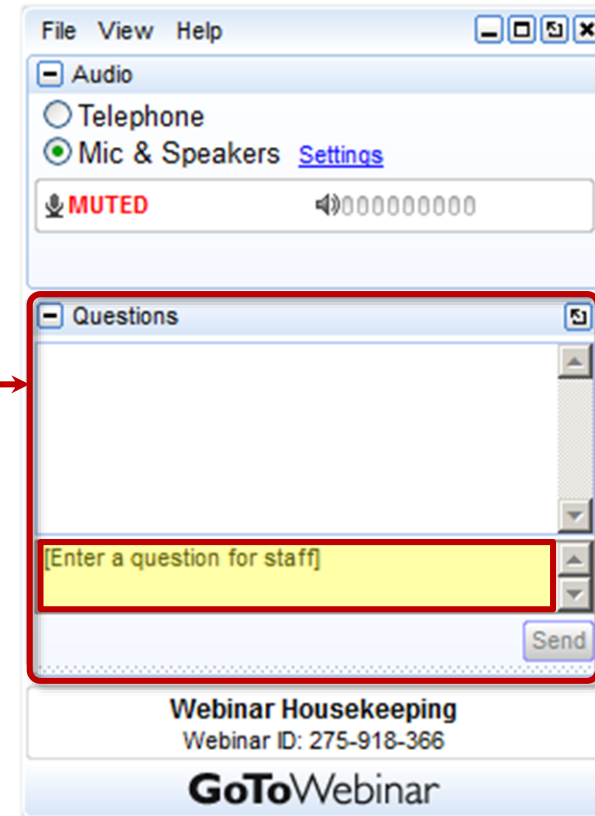 File View Help
Audio
Telephone
Mic & Speakers Settings
MUTED 000000000
Questions
[Enter a question for staff]
Send
Webinar Housekeeping
Webinar ID: 275-918-366
GoToWebinar